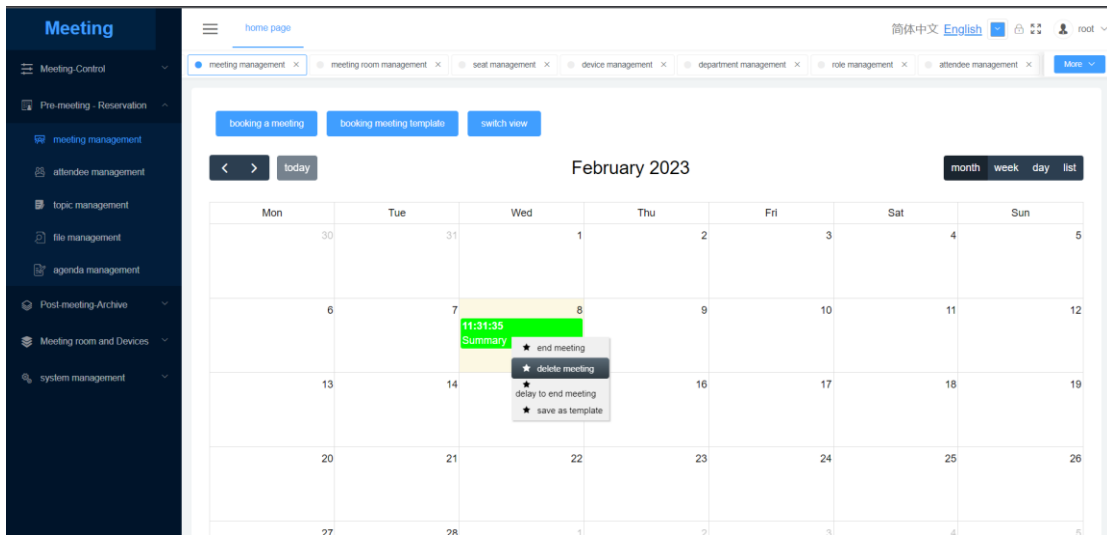 Meeting
home page
简体中文 English
root
Meeting-Control
meeting management
meeting room management
seat management
device management
department management
role management
attendee management
More
Pre-meeting - Reservation
meeting management
attendee management
topic management
file management
agenda management
Post-meeting-Archive
Meeting room and Devices
system management
booking a meeting
booking meeting template
switch view
today
February 2023
month week day list
Mon Tue Wed Thu Fri Sat Sun
30 31 1 2 3 4 5
6 7 8 9 10 11 12
11:31:35
Summary
end meeting
delete meeting
delay to end meeting
save as template
13 14 16 17 18 19
20 21 22 23 24 25 26
27 28 1 2 3 4 5